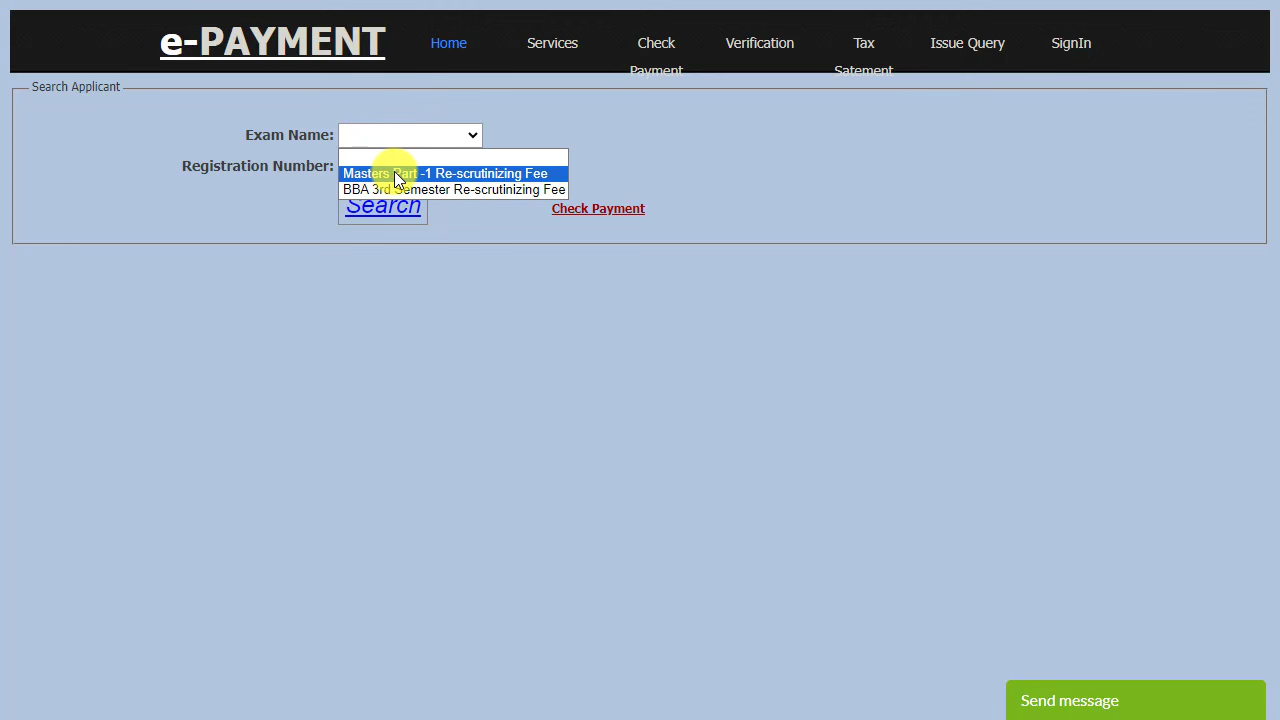 e-PAYMENT
Home
Services
Check
Payment
Verification
Tax
Satement
Issue Query
SignIn
Search Applicant
Exam Name:
Registration Number:
Masters Part -1 Re-scrutinizing Fee
BBA 3rd Semester Re-scrutinizing Fee
Search
Check Payment
Send message